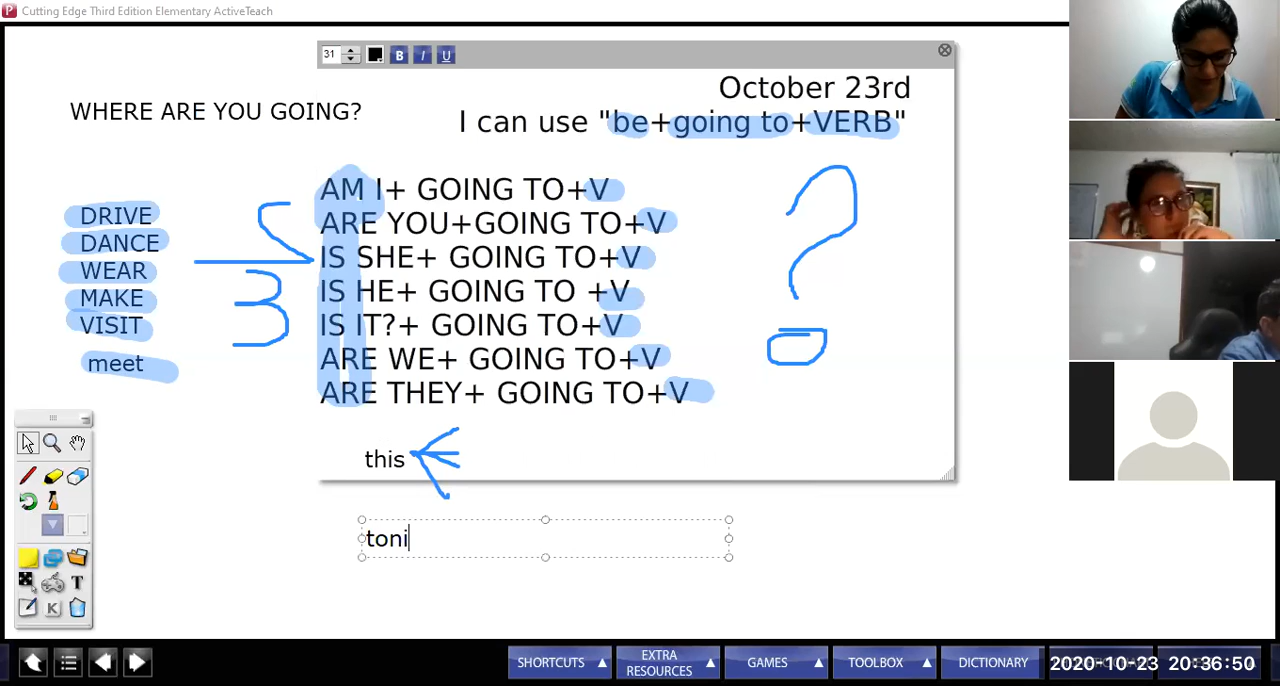 Cutting Edge Third Edition Elementary ActiveTeach
31
B I U
October 23rd
WHERE ARE YOU GOING?
I can use "be+going to+VERB"
AM I+ GOING TO+V
ARE YOU+GOING TO+V
IS SHE+ GOING TO+V
IS HE+ GOING TO +V
IS IT?+ GOING TO+V
ARE WE+ GOING TO+V
ARE THEY+ GOING TO+V
DRIVE
DANCE
WEAR
MAKE
VISIT
meet
this
toni
T
K
SHORTCUTS
EXTRA
RESOURCES
GAMES
TOOLBOX
DICTIONARY
2020-10-23 20:36:50